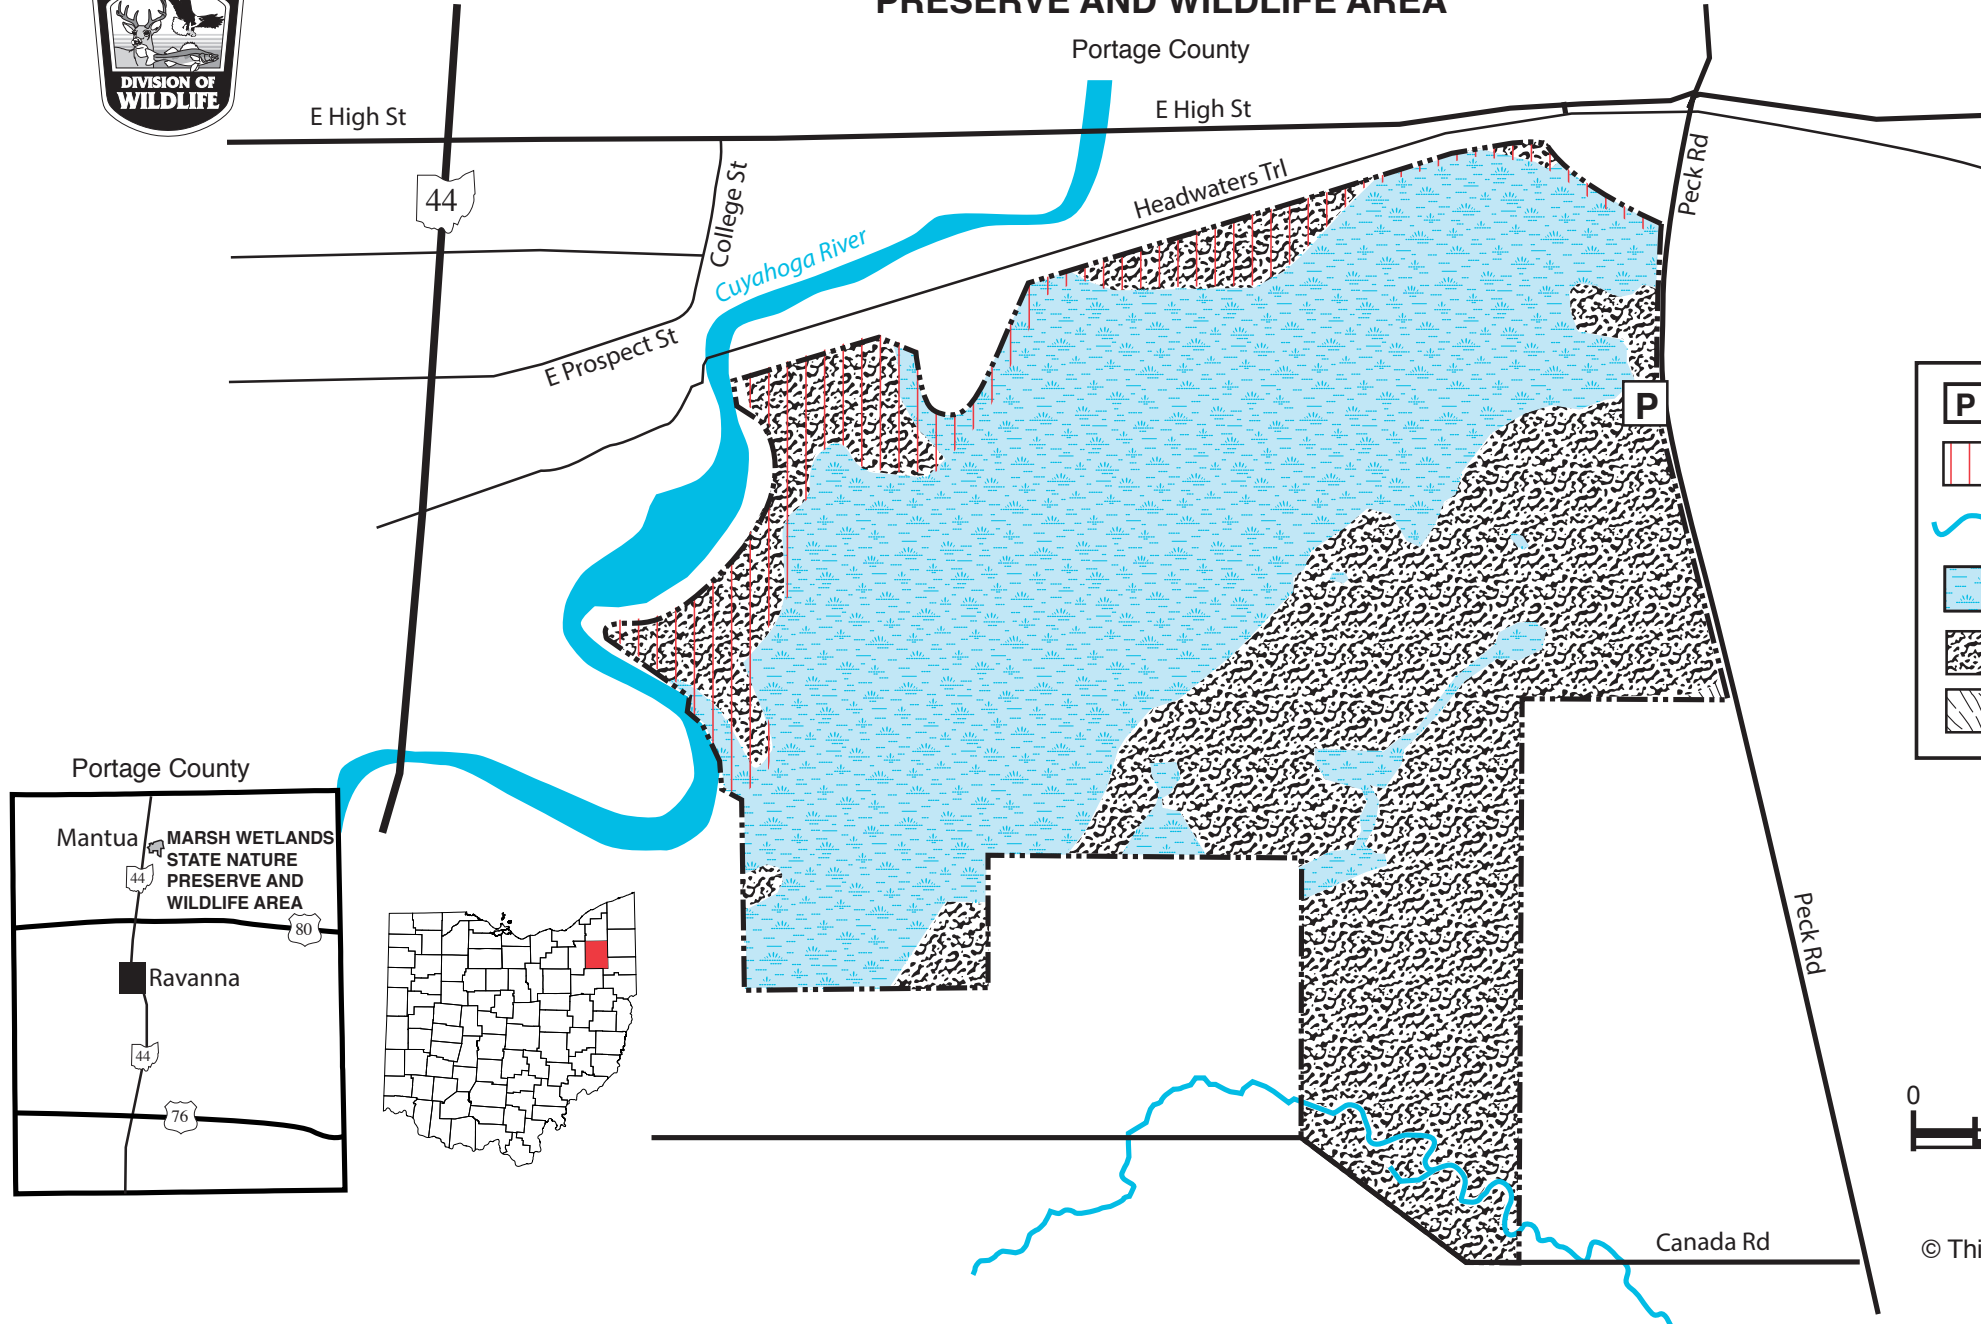 PRESERVE AND WILDLIFE AREA
Portage County
DIVISION OF
WILDLIFE
E High St
E High St
44
College St
Headwaters Trl
Peck Rd
Cuyahoga River
E Prospect St
P
P
Portage County
Mantua
MARSH WETLANDS
STATE NATURE
PRESERVE AND
WILDLIFE AREA
44
80
Ravanna
44
76
Peck Rd
0
Canada Rd
© Thi